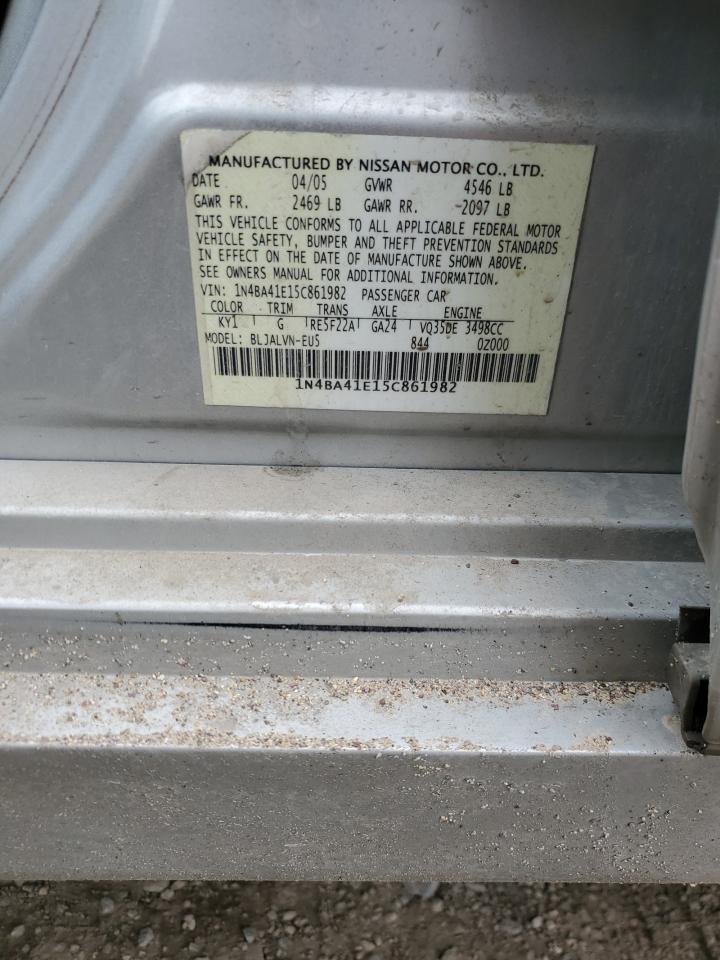 MANUFACTURED BY NISSAN MOTOR CO., LTD.
DATE 04/05 GVWR 4546 LB
GAWR FR. 2469 LB GAWR RR. 2097 LB
THIS VEHICLE CONFORMS TO ALL APPLICABLE FEDERAL MOTOR
VEHICLE SAFETY, BUMPER AND THEFT PREVENTION STANDARDS
IN EFFECT ON THE DATE OF MANUFACTURE SHOWN ABOVE.
SEE OWNERS MANUAL FOR ADDITIONAL INFORMATION.
VIN: 1N4BA41E15C861982 PASSENGER CAR
COLOR TRIM TRANS AXLE ENGINE
KY1 G RE5F22A GA24 VQ35DE 3498CC
MODEL: BLJALVN-EU5 844 0Z000
1N4BA41E15C861982